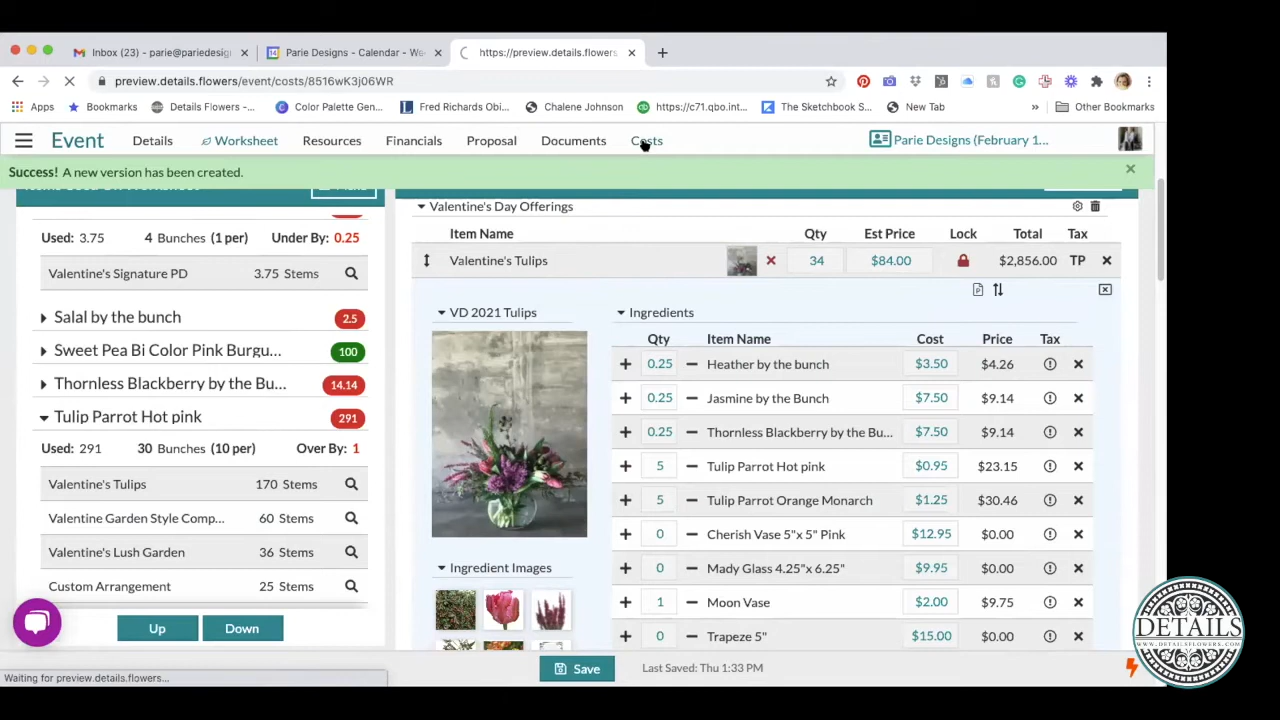 Inbox (23) - parie@pariedesig
Parie Designs - Calendar - We
https://preview.details.flowers
preview.details.flowers/event/costs/8516wK3j06WR
Apps
Bookmarks
Details Flowers -...
Color Palette Gen...
Fred Richards Obi...
Chalene Johnson
https://c71.qbo.int...
The Sketchbook S...
New Tab
»
Other Bookmarks
Event
Details
Worksheet
Resources
Financials
Proposal
Documents
Costs
Parie Designs (February 1...
Success! A new version has been created.
Used: 3.75 4 Bunches (1 per) Under By: 0.25
Valentine's Signature PD 3.75 Stems
Salal by the bunch 2.5
Sweet Pea Bi Color Pink Burgu... 100
Thornless Blackberry by the Bu... 14.14
Tulip Parrot Hot pink 291
Used: 291 30 Bunches (10 per) Over By: 1
Valentine's Tulips 170 Stems
Valentine Garden Style Comp... 60 Stems
Valentine's Lush Garden 36 Stems
Custom Arrangement 25 Stems
Up Down
Valentine's Day Offerings
Item Name Qty Est Price Lock Total Tax
Valentine's Tulips 34 $84.00 $2,856.00 TP
VD 2021 Tulips
Ingredient Images
Ingredients
Qty Item Name Cost Price Tax
0.25 Heather by the bunch $3.50 $4.26
0.25 Jasmine by the Bunch $7.50 $9.14
0.25 Thornless Blackberry by the Bu... $7.50 $9.14
5 Tulip Parrot Hot pink $0.95 $23.15
5 Tulip Parrot Orange Monarch $1.25 $30.46
0 Cherish Vase 5"x 5" Pink $12.95 $0.00
0 Mady Glass 4.25"x 6.25" $9.95 $0.00
1 Moon Vase $2.00 $9.75
0 Trapeze 5" $15.00 $0.00
Save
Last Saved: Thu 1:33 PM
Waiting for preview.details.flowers...
DETAILS
WWW.DETAILSFLOWERS.COM